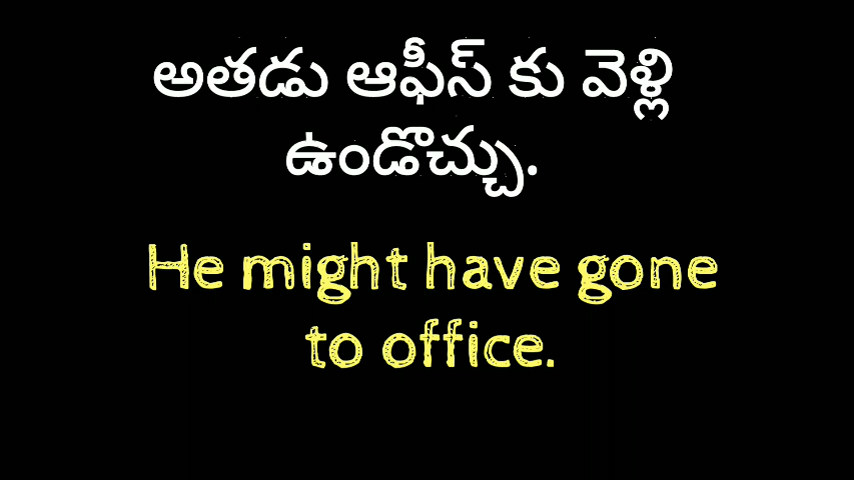 అతడు ఆఫీస్ కు వెళ్లి
ఉండొచ్చు.
He might have gone
to office.